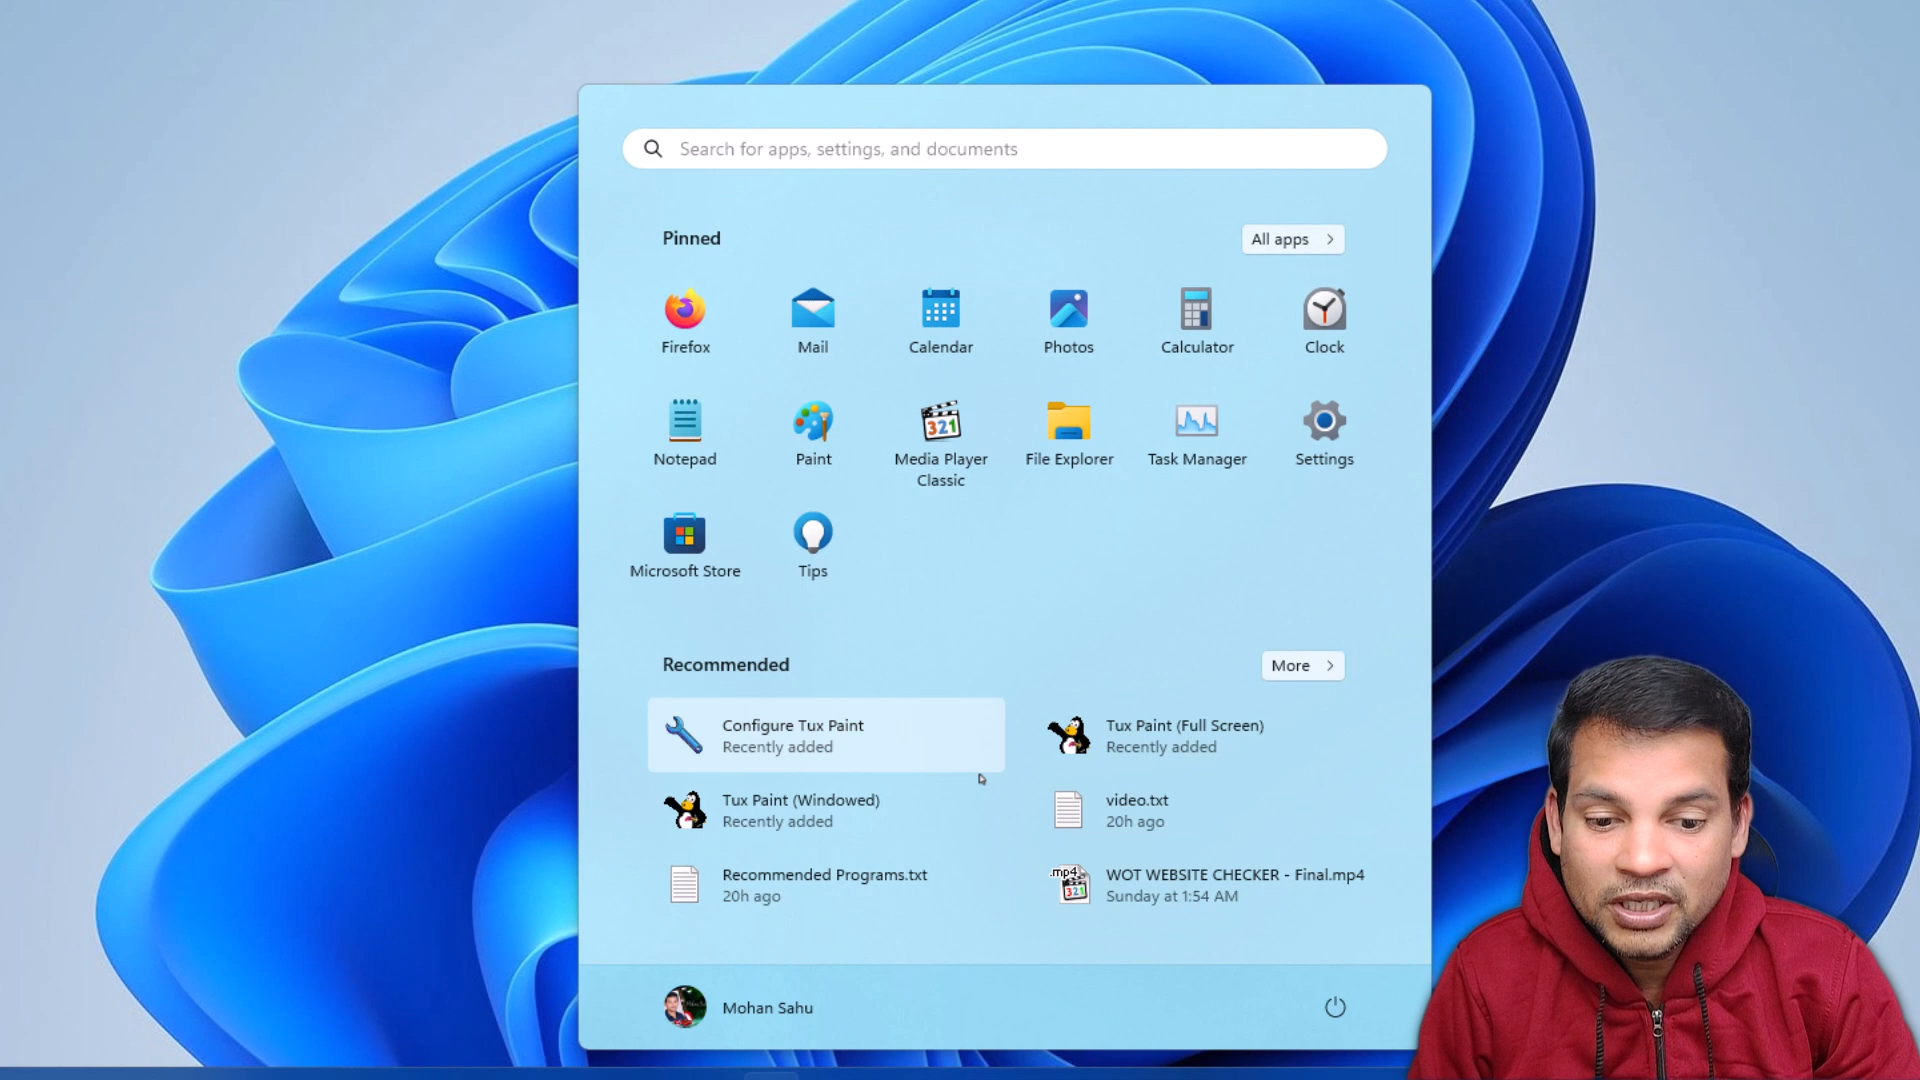 Search for apps, settings, and documents
Pinned
All apps
Firefox
Mail
Calendar
Photos
Calculator
Clock
Notepad
Paint
Media Player
Classic
File Explorer
Task Manager
Settings
321
Microsoft Store
Tips
Recommended
More
Configure Tux Paint
Recently added
Tux Paint (Full Screen)
Recently added
Tux Paint (Windowed)
Recently added
video.txt
20h ago
Recommended Programs.txt
20h ago
.mp4
321
WOT WEBSITE CHECKER - Final.mp4
Sunday at 1:54 AM
Mohan Sahu